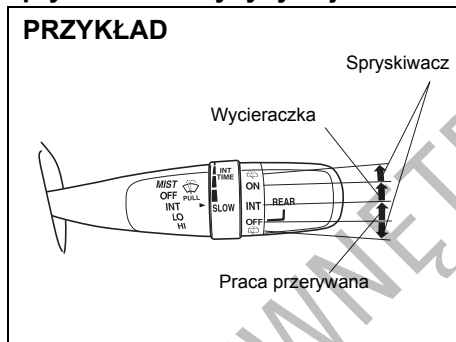 PRZYKŁAD
Spryskiwacz
Wycieraczka
MIST
OFF PULL
INT
LO
HI
INT
TIME
SLOW
ON
INT
OFF
REAR
Praca przerywana